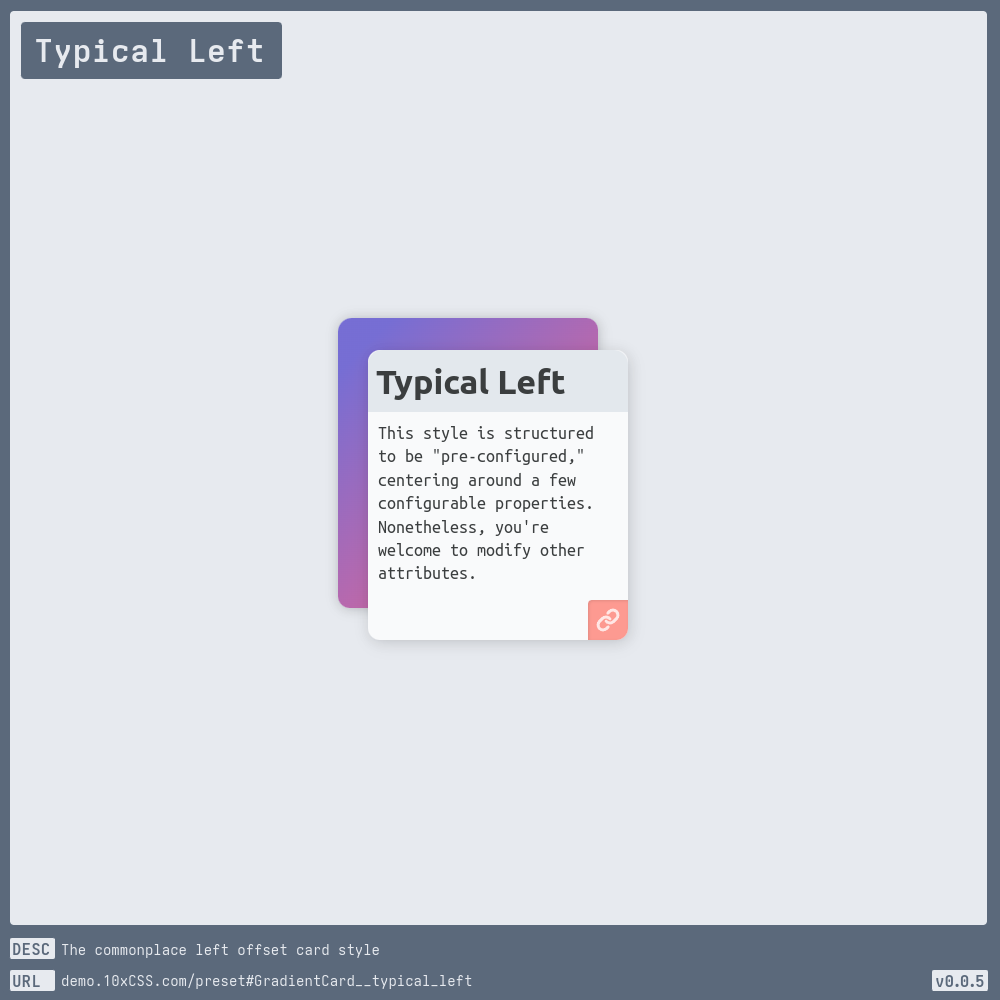 Typical Left
Typical Left
This style is structured
to be "pre-configured,"
centering around a few
configurable properties.
Nonetheless, you're
welcome to modify other
attributes.
DESC The commonplace left offset card style
URL demo.10xCSS.com/preset#GradientCard__typical_left
v0.0.5